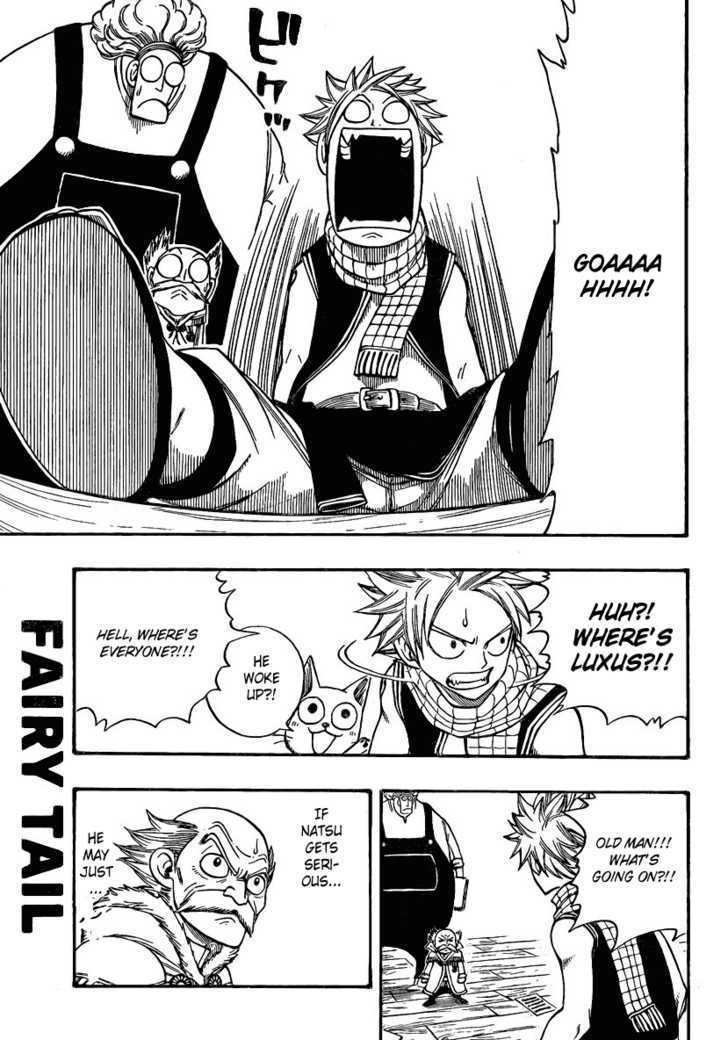 ビクッ
GOAAAA
HHHH!
HUH?!
WHERE'S
LUXUS?!!
HE
WOKE
UP?!
HELL, WHERE'S
EVERYONE?!!!
OLD MAN!!!
WHAT'S
GOING ON?!!
IF
NATSU
GETS
SERI-
OUS...
HE
MAY
JUST
...
FAIRY TAIL